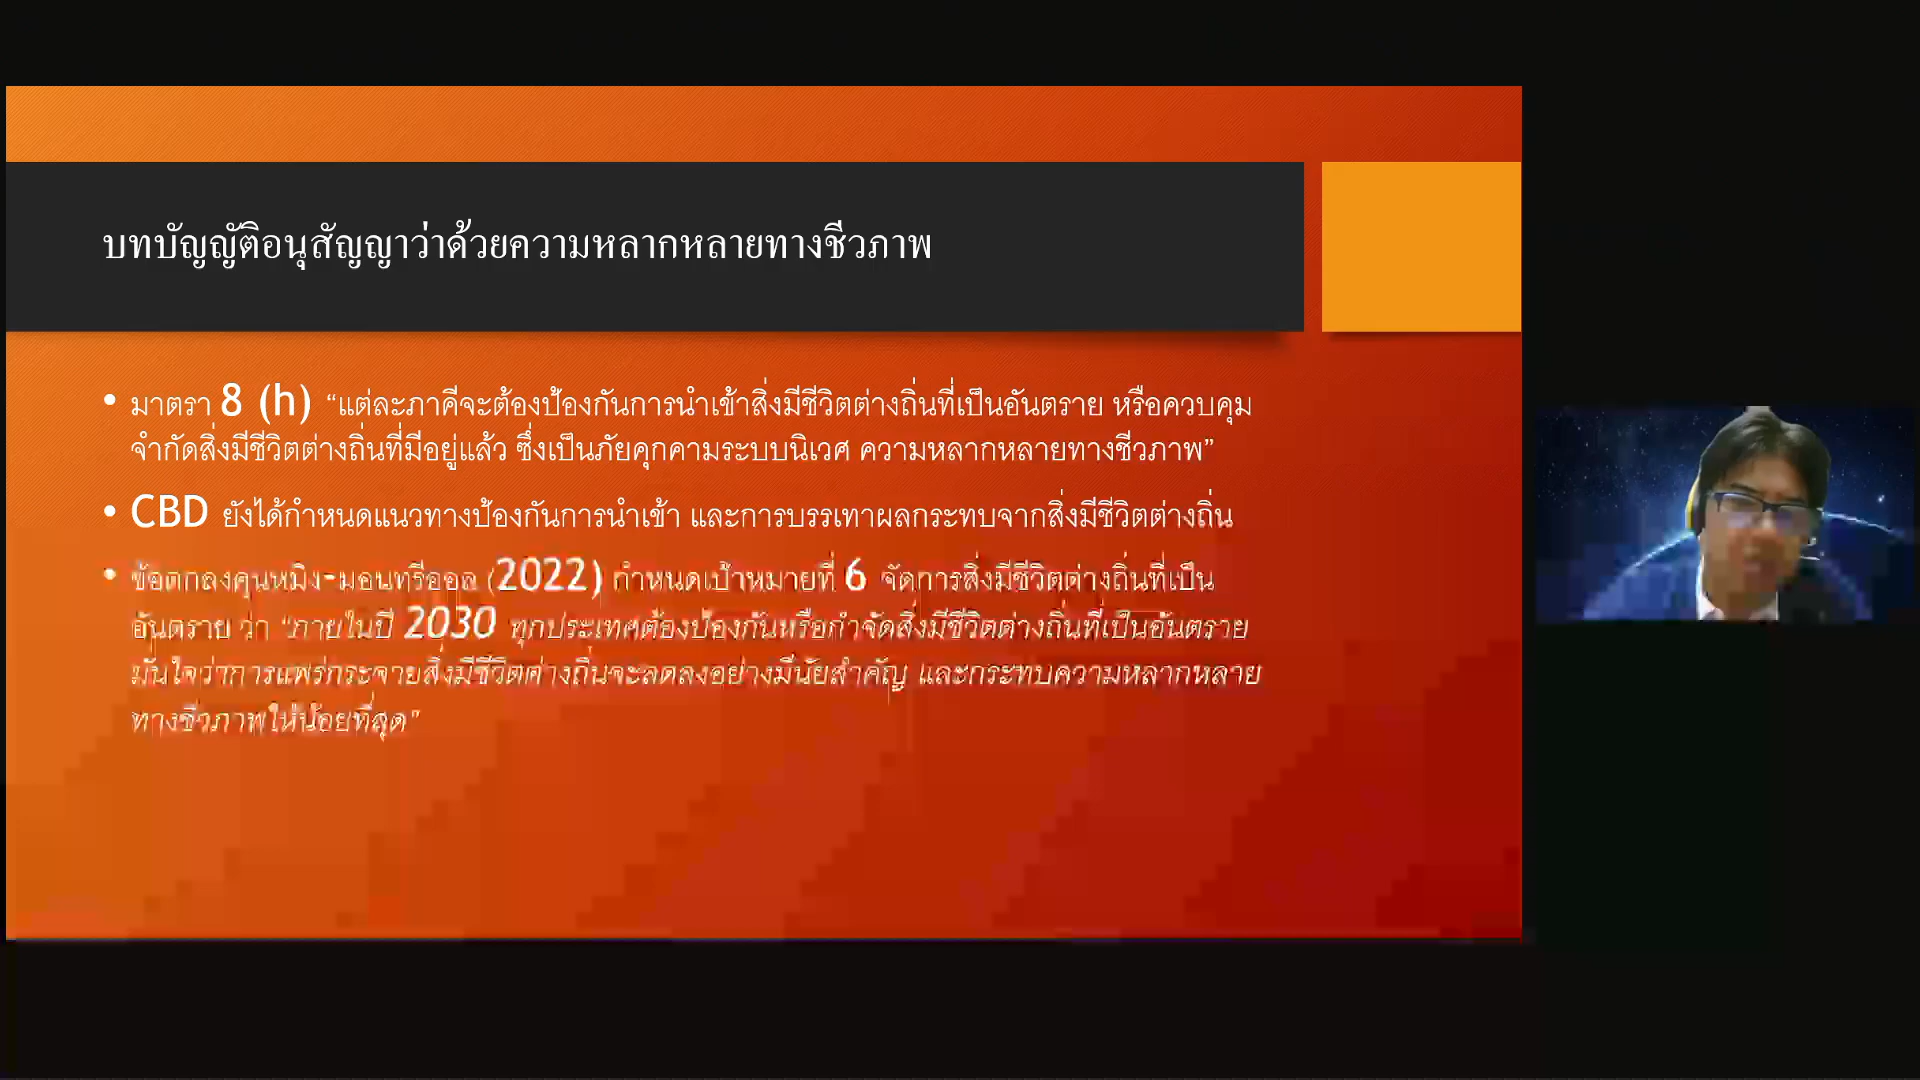 บทบัญญัติอนุสัญญาว่าด้วยความหลากหลายทางชีวภาพ
• มาตรา 8 (h) “แต่ละภาคีจะต้องป้องกันการนำเข้าสิ่งมีชีวิตต่างถิ่นที่เป็นอันตราย หรือควบคุม
จำกัดสิ่งมีชีวิตต่างถิ่นที่มีอยู่แล้ว ซึ่งเป็นภัยคุกคามระบบนิเวศ ความหลากหลายทางชีวภาพ”
• CBD ยังได้กำหนดแนวทางป้องกันการนำเข้า และการบรรเทาผลกระทบจากสิ่งมีชีวิตต่างถิ่น
• ข้อตกลงคุนหมิง-มอนทรีออล (2022) กำหนดเป้าหมายที่ 6 จัดการสิ่งมีชีวิตต่างถิ่นที่เป็น
อันตราย ว่า “ภายในปี 2030 ทุกประเทศต้องป้องกันหรือกำจัดสิ่งมีชีวิตต่างถิ่นที่เป็นอันตราย
มั่นใจว่าการแพร่กระจายสิ่งมีชีวิตต่างถิ่นจะลดลงอย่างมีนัยสำคัญ และกระทบความหลากหลาย
ทางชีวภาพให้น้อยที่สุด”